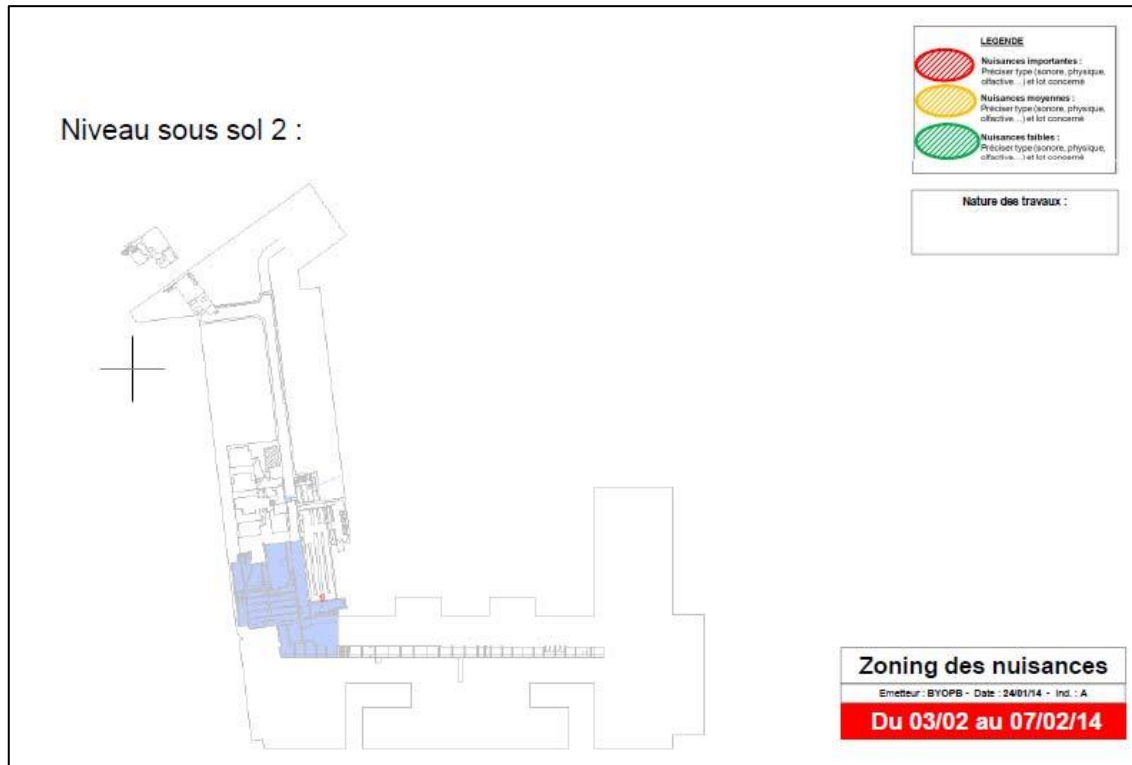 Niveau sous sol 2 :
LEGENDE
Nuisances importantes :
Préciser type (sonore, physique,
olfactive…) et lot concerné
Nuisances moyennes :
Préciser type (sonore, physique,
olfactive…) et lot concerné
Nuisances faibles :
Préciser type (sonore, physique,
olfactive…) et lot concerné
Nature des travaux :
Zoning des nuisances
Emetteur : BYOPB - Date : 24/01/14 - Ind. : A
Du 03/02 au 07/02/14